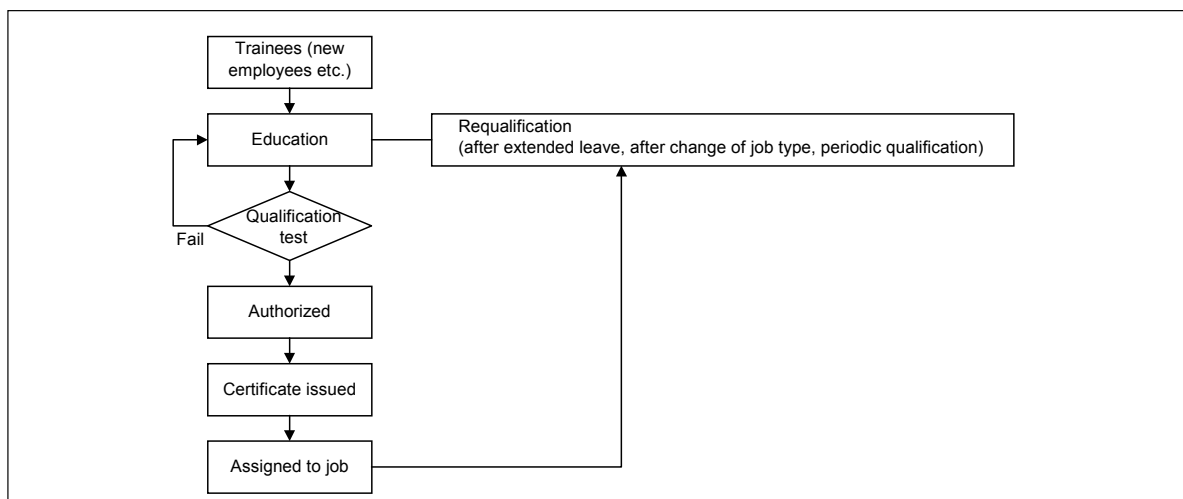 Trainees (new
employees etc.)
Education
Requalification
(after extended leave, after change of job type, periodic qualification)
Qualification
test
Fail
Authorized
Certificate issued
Assigned to job